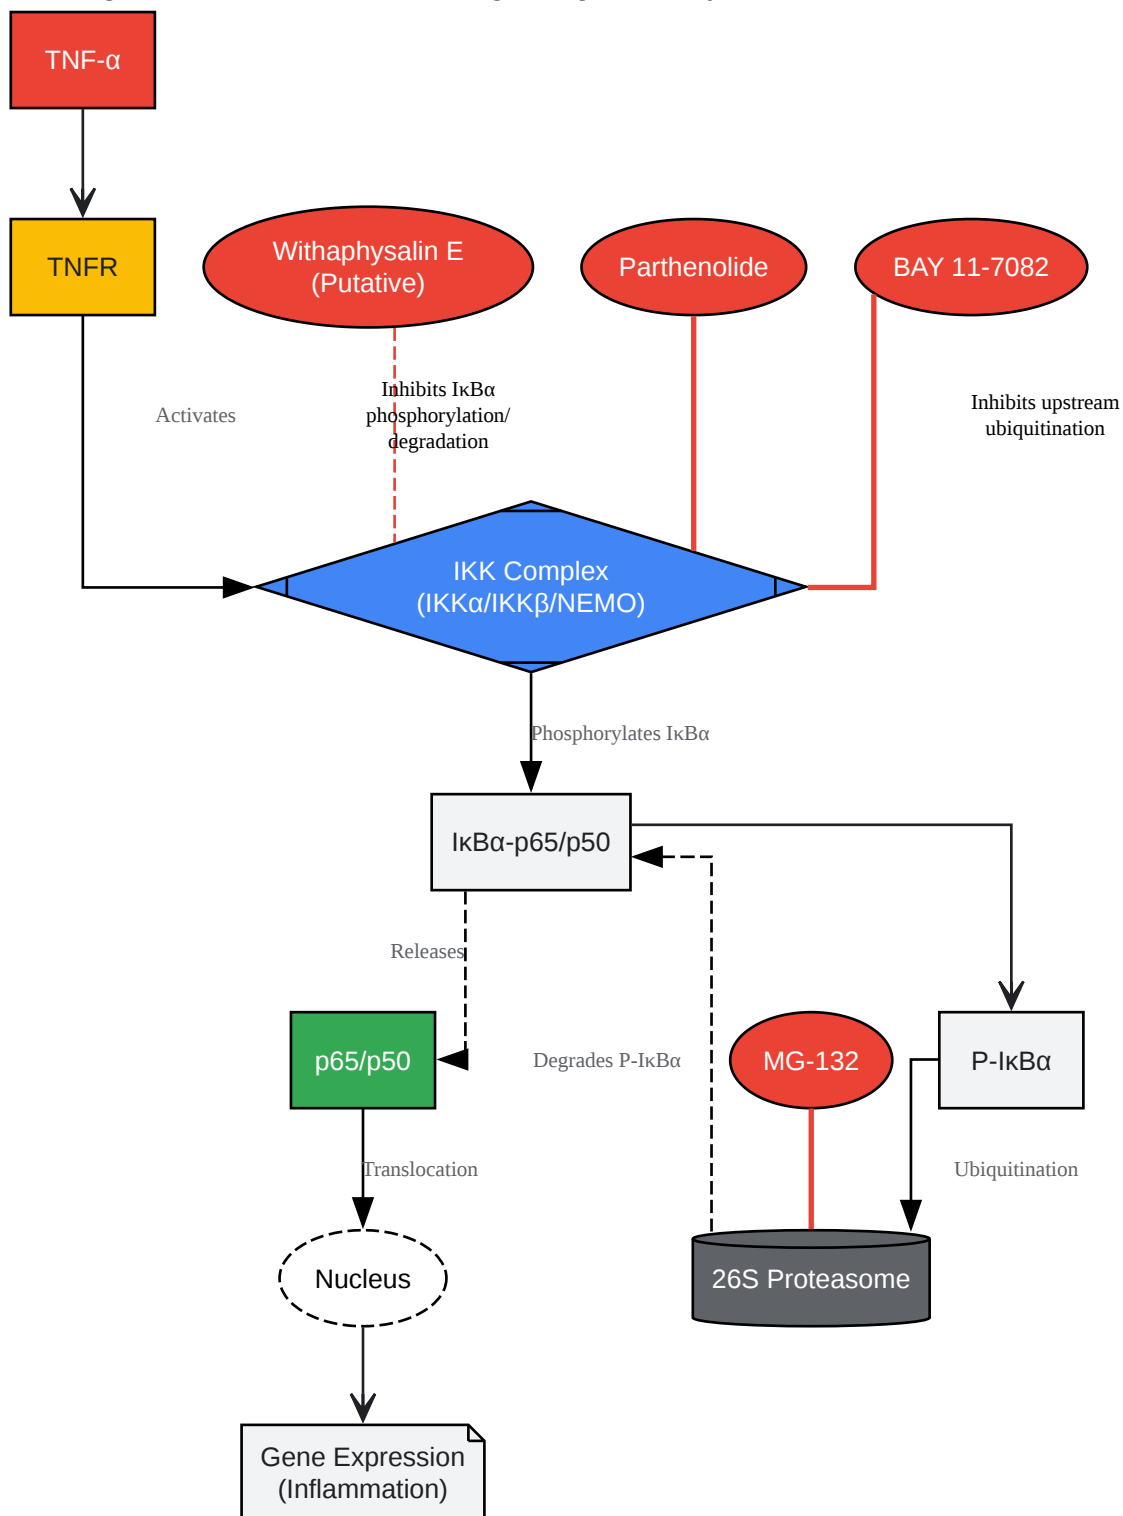 TNF-α
TNFR
Withaphysalin E
(Putative)
Parthenolide
BAY 11-7082
Activates
Inhibits IκBα
phosphorylation/
degradation
Inhibits upstream
ubiquitination
IKK Complex
(IKKα/IKKβ/NEMO)
Phosphorylates IκBα
IκBα-p65/p50
Releases
p65/p50
Degrades P-IκBα
MG-132
P-IκBα
Translocation
Ubiquitination
Nucleus
26S Proteasome
Gene Expression
(Inflammation)